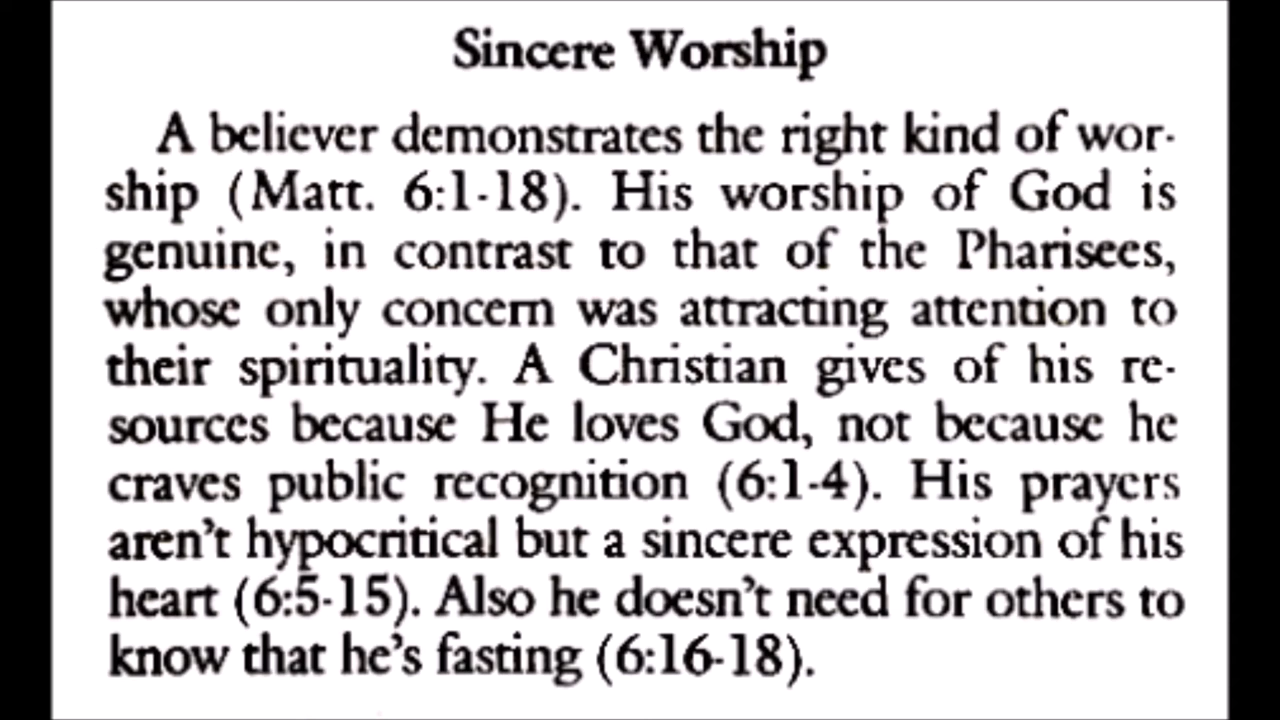 Sincere Worship
A believer demonstrates the right kind of wor-
ship (Matt. 6:1-18). His worship of God is
genuine, in contrast to that of the Pharisees,
whose only concern was attracting attention to
their spirituality. A Christian gives of his re-
sources because He loves God, not because he
craves public recognition (6:1-4). His prayers
aren't hypocritical but a sincere expression of his
heart (6:5-15). Also he doesn't need for others to
know that he's fasting (6:16-18).